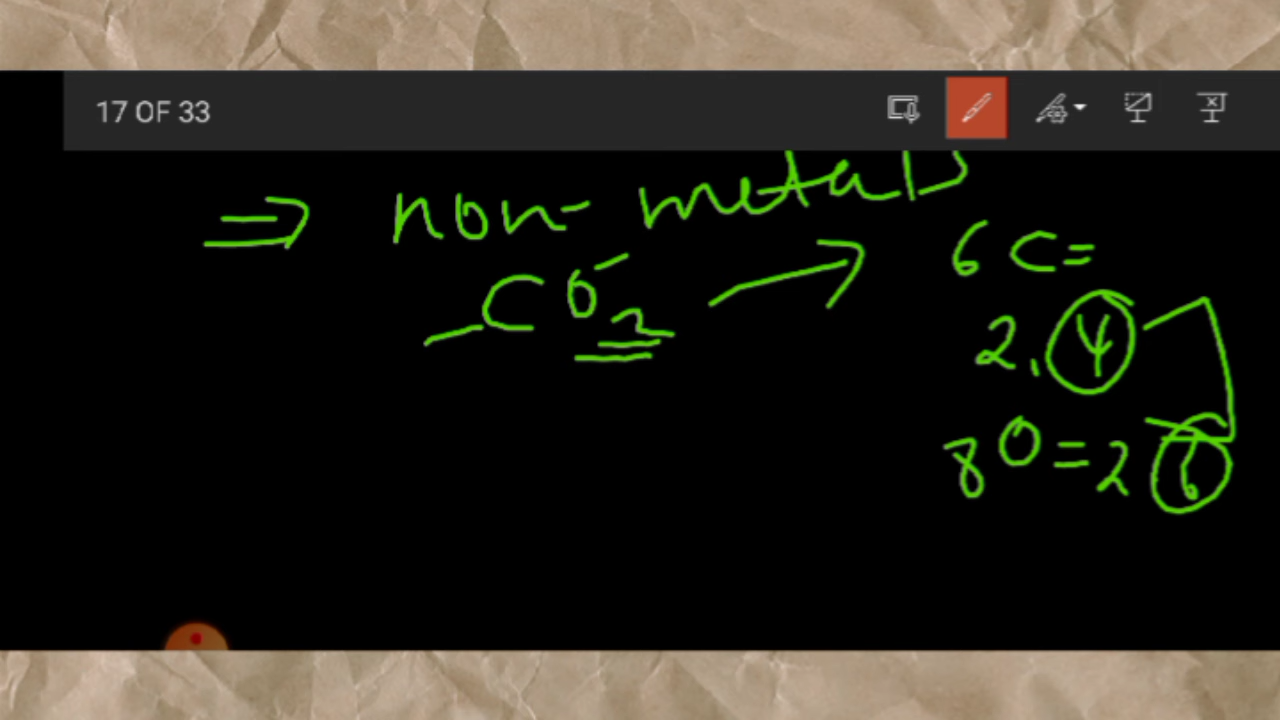 17 OF 33
⇒ non-metals
CO2 → 6C=
2,4
8O=2 6